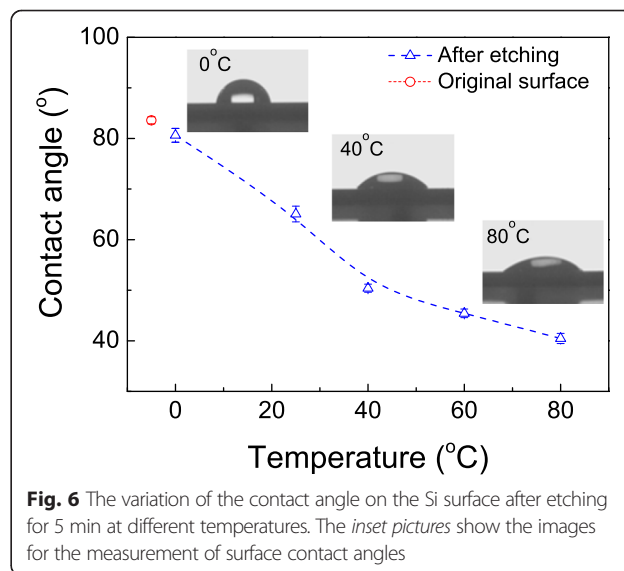 100
80
60
40
Contact angle (°)
After etching
Original surface
0°C
40°C
80°C
0 20 40 60 80
Temperature (°C)
Fig. 6 The variation of the contact angle on the Si surface after etching
for 5 min at different temperatures. The inset pictures show the images
for the measurement of surface contact angles